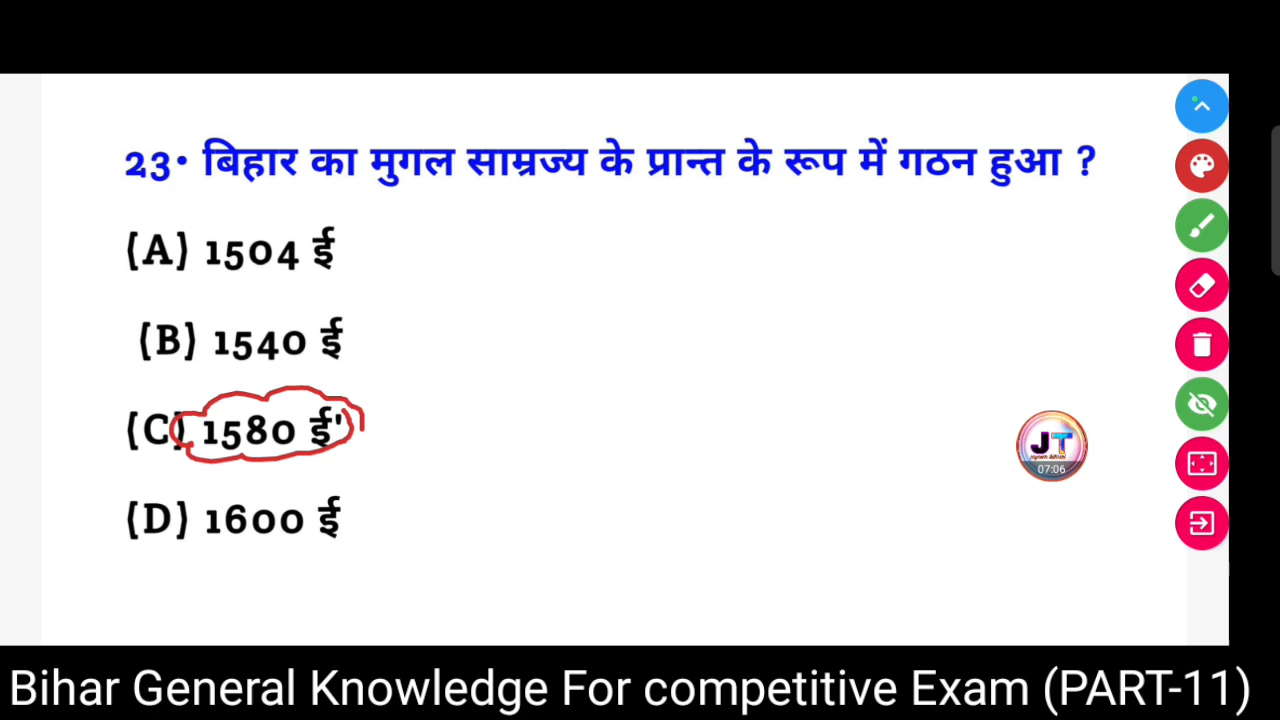 23• बिहार का मुगल साम्रज्य के प्रान्त के रूप में गठन हुआ ?
(A) 1504 ई
(B) 1540 ई
(C) 1580 ई'
(D) 1600 ई
JT
07:06
Bihar General Knowledge For competitive Exam (PART-11)